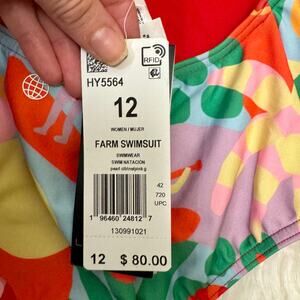 RFID
HY5564
12
WOMEN / MUJER
FARM SWIMSUIT
SWIMWEAR
SWIM NATACIÓN
42
720
UPC
1 96460 24812 7
130991021
12 $ 80.00